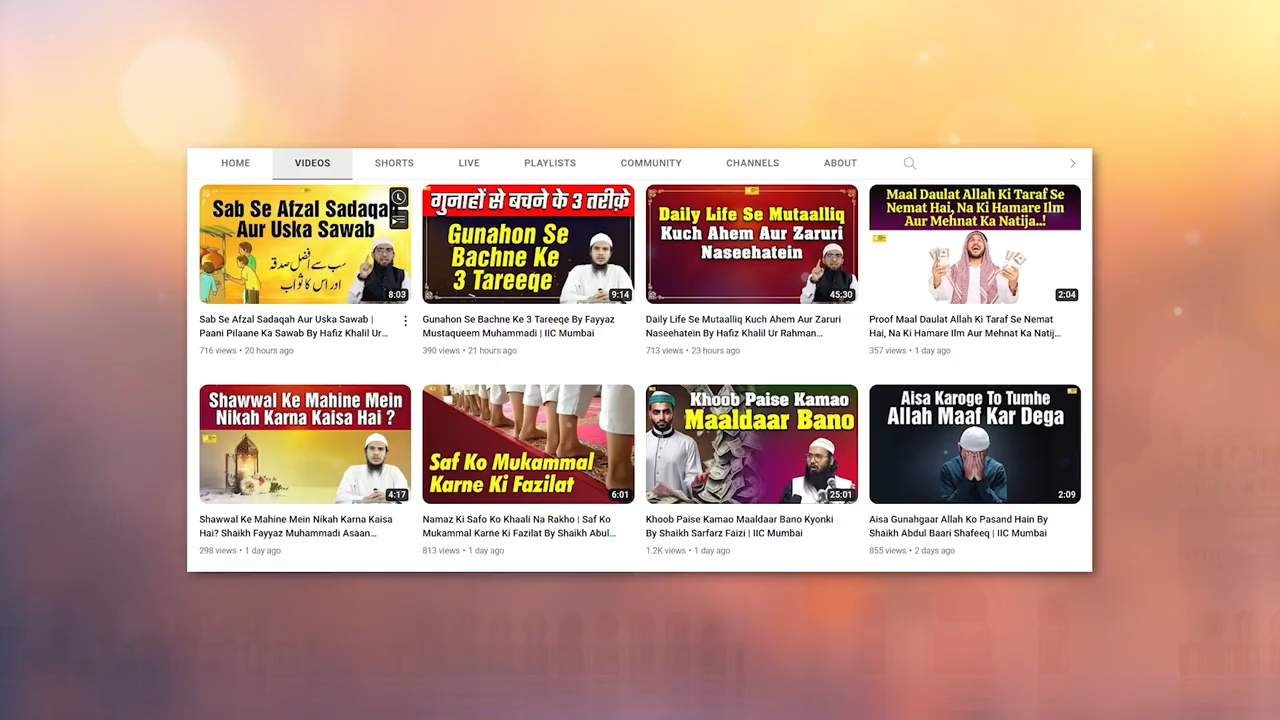 HOME VIDEOS SHORTS LIVE PLAYLISTS COMMUNITY CHANNELS ABOUT
Sab Se Afzal Sadaqa
Aur Uska Sawab
سب سے افضل صدقہ
اور اس کا ثواب
8:03
Sab Se Afzal Sadaqah Aur Uska Sawab |
Paani Pilaane Ka Sawab By Hafiz Khalil Ur...
716 views • 20 hours ago
गुनाहों से बचने के 3 तरीक़े
Gunahon Se
Bachne Ke
3 Tareeqe
9:14
Gunahon Se Bachne Ke 3 Tareeqe By Fayyaz
Mustaqueem Muhammadi | IIC Mumbai
390 views • 21 hours ago
Daily Life Se Mutaalliq
Kuch Ahem Aur Zaruri
Naseehatein
45:30
Daily Life Se Mutaalliq Kuch Ahem Aur Zaruri
Naseehatein By Hafiz Khalil Ur Rahman...
713 views • 23 hours ago
Maal Daulat Allah Ki Taraf Se
Nemat Hai, Na Ki Hamare Ilm
Aur Mehnat Ka Natija..!
2:04
Proof Maal Daulat Allah Ki Taraf Se Nemat
Hai, Na Ki Hamare Ilm Aur Mehnat Ka Natij...
357 views • 1 day ago
Shawwal Ke Mahine Mein
Nikah Karna Kaisa Hai ?
4:17
Shawwal Ke Mahine Mein Nikah Karna Kaisa
Hai? Shaikh Fayyaz Muhammadi Asaan...
298 views • 1 day ago
Saf Ko Mukammal
Karne Ki Fazilat
6:01
Namaz Ki Safo Ko Khaali Na Rakho | Saf Ko
Mukammal Karne Ki Fazilat By Shaikh Abul...
813 views • 1 day ago
Khoob Paise Kamao
Maaldaar Bano
25:01
Khoob Paise Kamao Maaldaar Bano Kyonki
By Shaikh Sarfarz Faizi | IIC Mumbai
1.2K views • 1 day ago
Aisa Karoge To Tumhe
Allah Maaf Kar Dega
2:09
Aisa Gunahgaar Allah Ko Pasand Hain By
Shaikh Abdul Baari Shafeeq | IIC Mumbai
855 views • 2 days ago